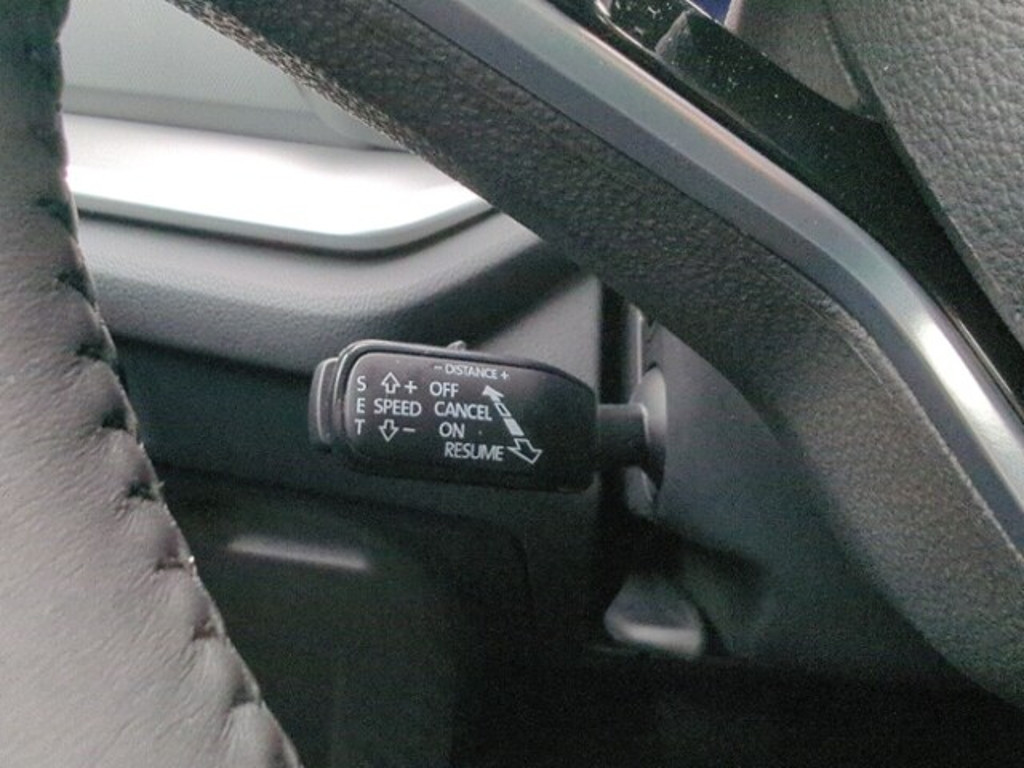 - DISTANCE +
S + OFF
E SPEED CANCEL
T - ON
RESUME